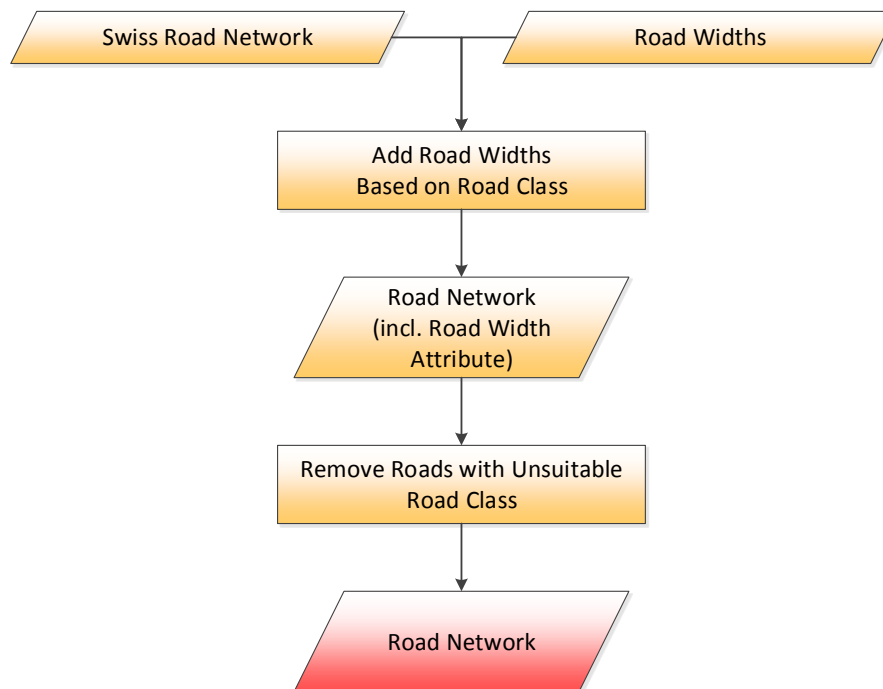 Swiss Road Network
Road Widths
Add Road Widths
Based on Road Class
Road Network
(incl. Road Width
Attribute)
Remove Roads with Unsuitable
Road Class
Road Network